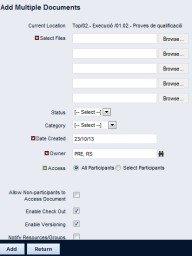 Add Multiple Documents
Current Location Top/02.- Execució /01.02.- Proves de qualificació
Select Files Browse...
Browse...
Browse...
Browse...
Browse...
Status [-- Select --]
Category [-- Select --]
Date Created 23/10/13
Owner PRE, RS
Access All Participants Select Participants
Allow Non-participants to
Access Document
Enable Check Out
Enable Versioning
Notify Resources/Groups
Add Return